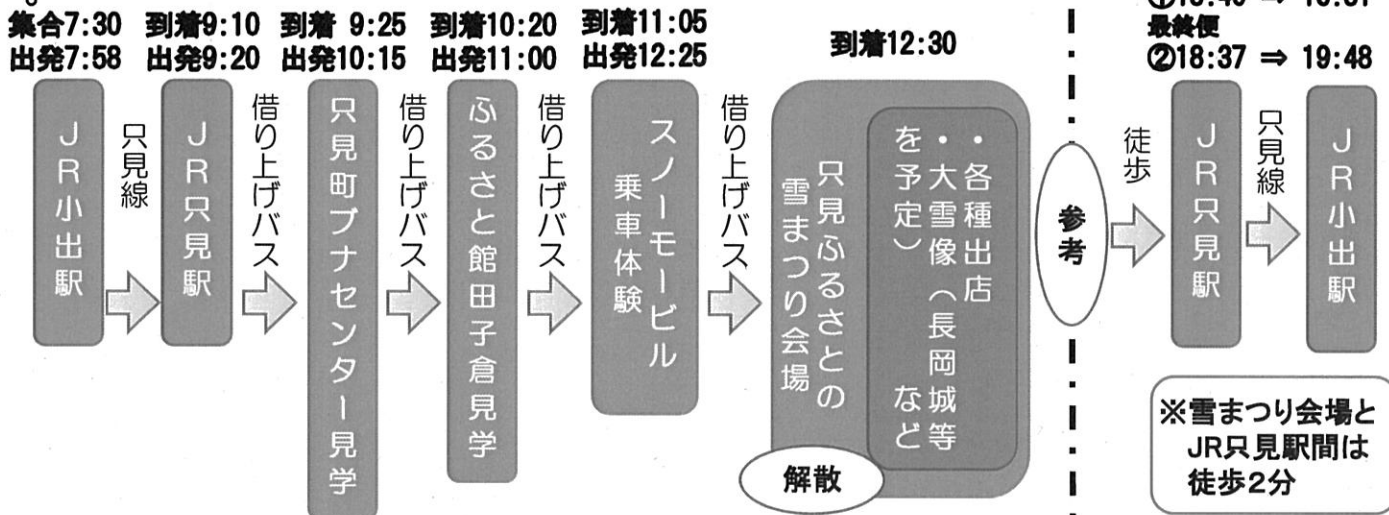 集合7:30
出発7:58
JR小出駅
只見線
到着9:10
出発9:20
JR只見駅
借り上げバス
到着 9:25
出発10:15
只見町ブナセンター見学
借り上げバス
到着10:20
出発11:00
ふるさと館田子倉見学
借り上げバス
到着11:05
出発12:25
スノーモービル
乗車体験
借り上げバス
到着12:30
・各種出店
・大雪像(長岡城等 など
を予定)
只見ふるさとの
雪まつり会場
解散
参考
徒歩
最終便
②18:37 ⇒ 19:48
JR只見駅
只見線
JR小出駅
※雪まつり会場と
JR只見駅間は
徒歩2分